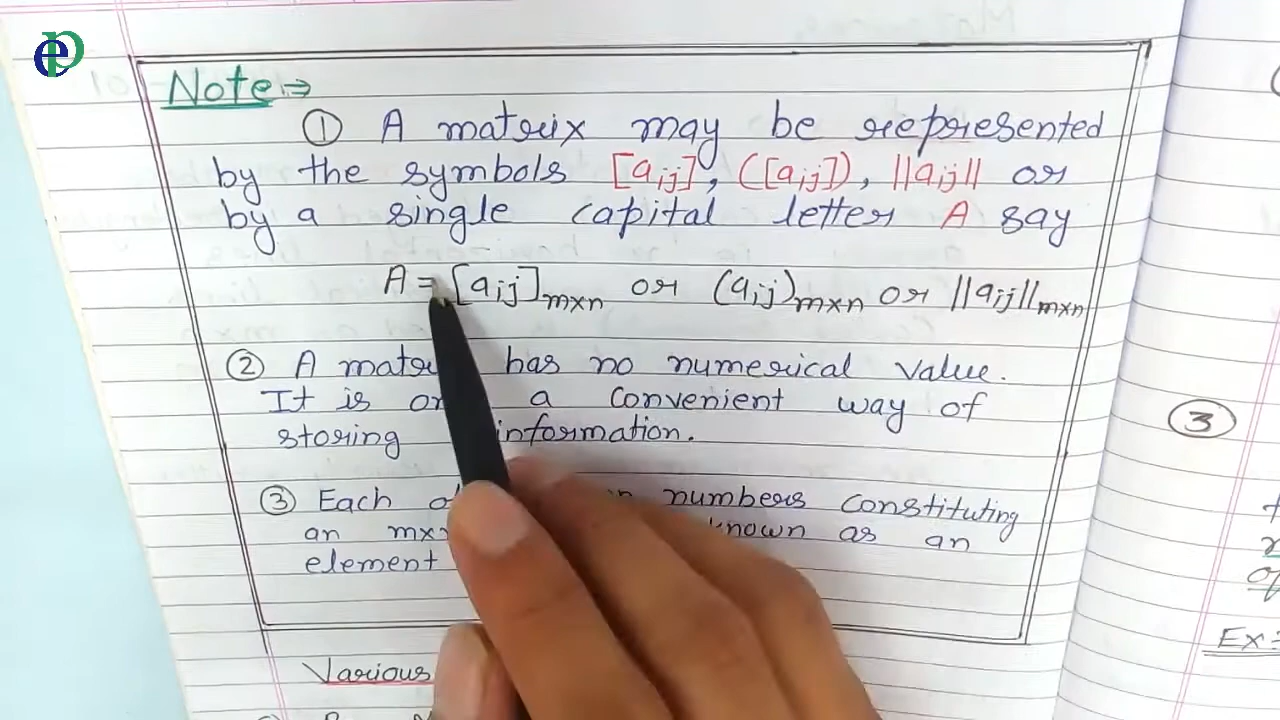 ep
Note⇒
① A matrix may be represented
by the symbols [aij], ([aij]), ||aij|| or
by a single capital letter A say
A = [aij]m×n or (aij)m×n or ||aij||m×n
② A has no numerical value.
It is a convenient way of
storing information.
③ Each numbers constituting
an known as an
element
Various
③
Ex=